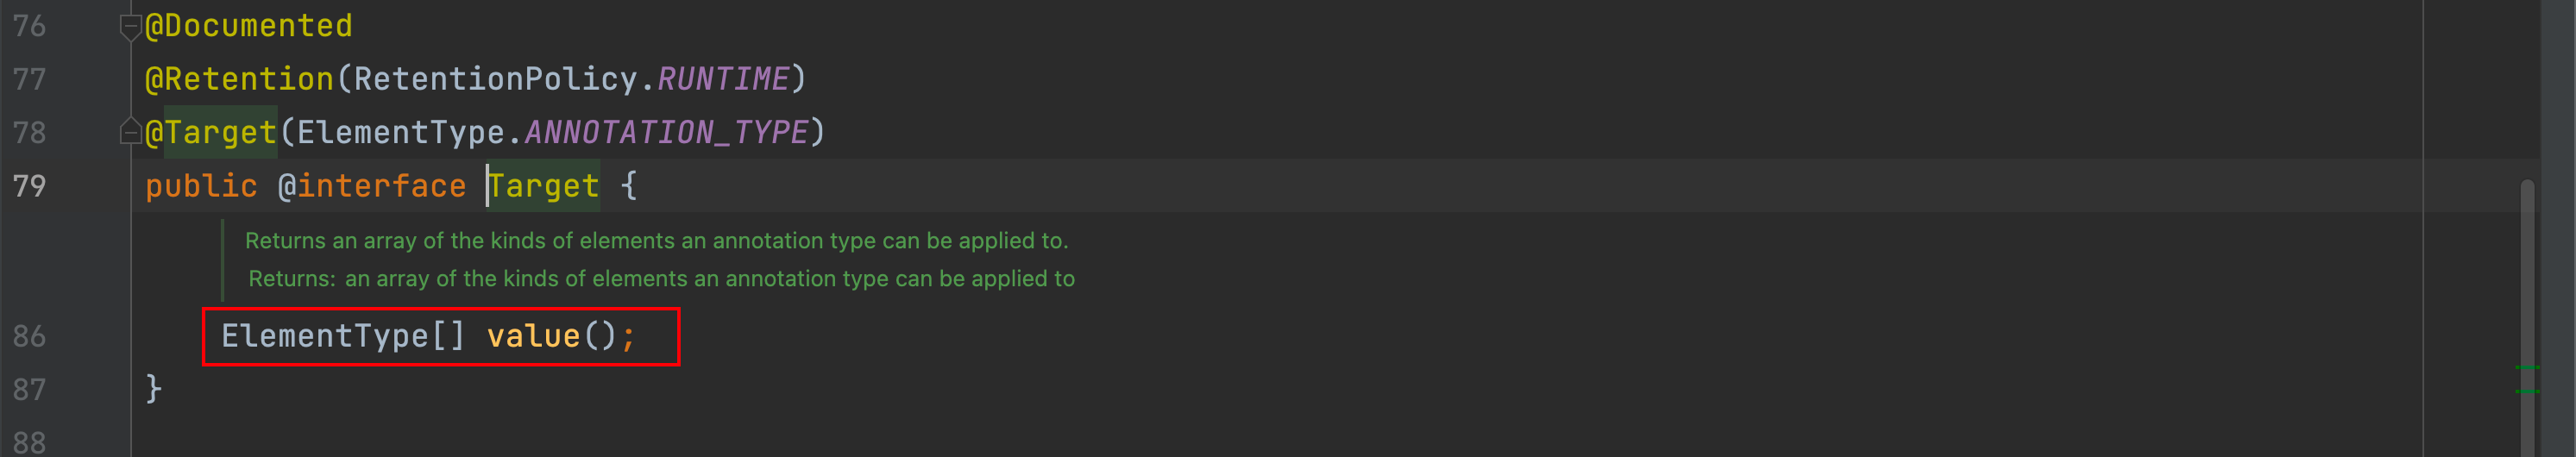 76 @Documented
77 @Retention(RetentionPolicy.RUNTIME)
78 @Target(ElementType.ANNOTATION_TYPE)
79 public @interface Target {
Returns an array of the kinds of elements an annotation type can be applied to.
Returns: an array of the kinds of elements an annotation type can be applied to
86 ElementType[] value();
87 }
88